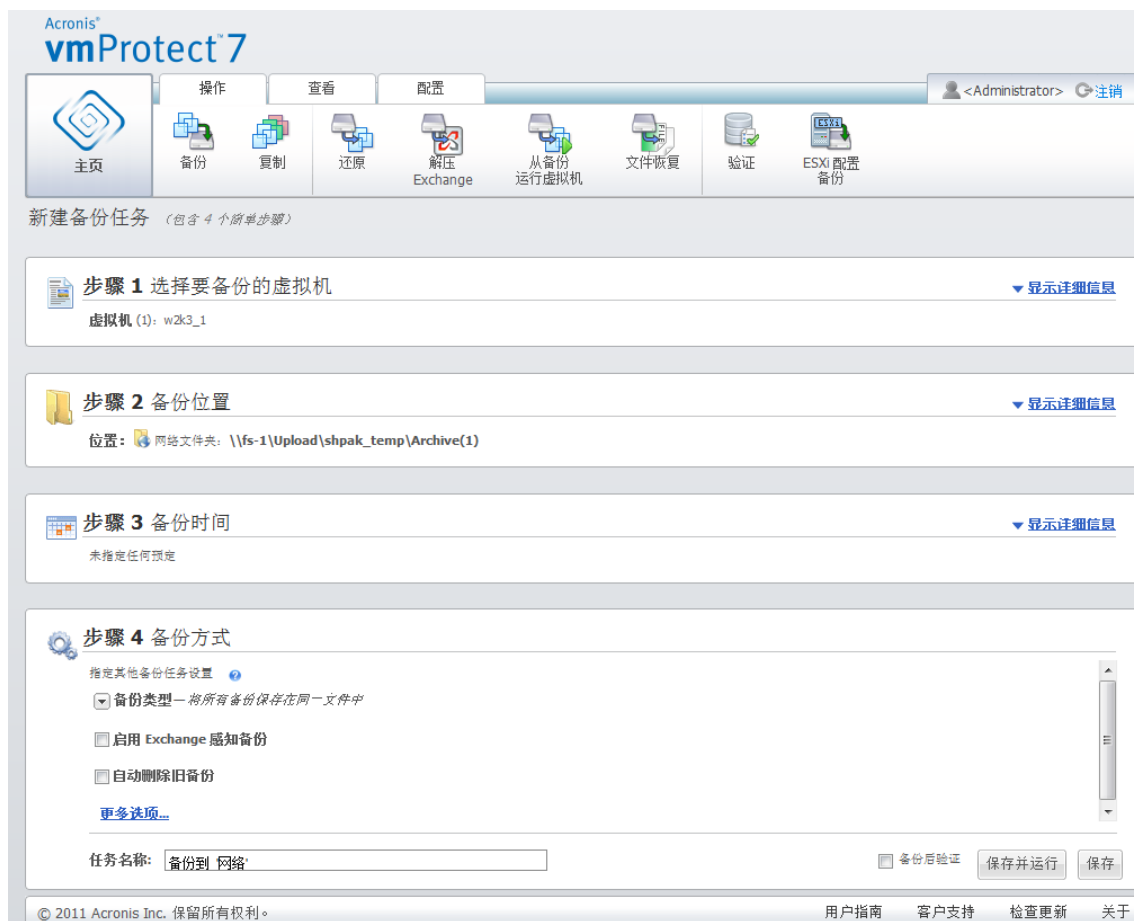 Acronis®
vmProtect™7
操作 查看 配置
<Administrator> 注销
主页
备份 复制 还原 解压 Exchange 从备份 运行虚拟机 文件恢复 验证 ESXi 配置 备份
新建备份任务 (包含 4 个简单步骤)
步骤 1 选择要备份的虚拟机 显示详细信息
虚拟机 (1): w2k3_1
步骤 2 备份位置 显示详细信息
位置: 网络文件夹: \\fs-1\Upload\shpak_temp\Archive(1)
步骤 3 备份时间 显示详细信息
未指定任何预定
步骤 4 备份方式
指定其他备份任务设置 ?
备份类型—将所有备份保存在同一文件中
启用 Exchange 感知备份
自动删除旧备份
更多选项...
任务名称: 备份到 '网络' 备份后验证 保存并运行 保存
© 2011 Acronis Inc. 保留所有权利。 用户指南 客户支持 检查更新 关于